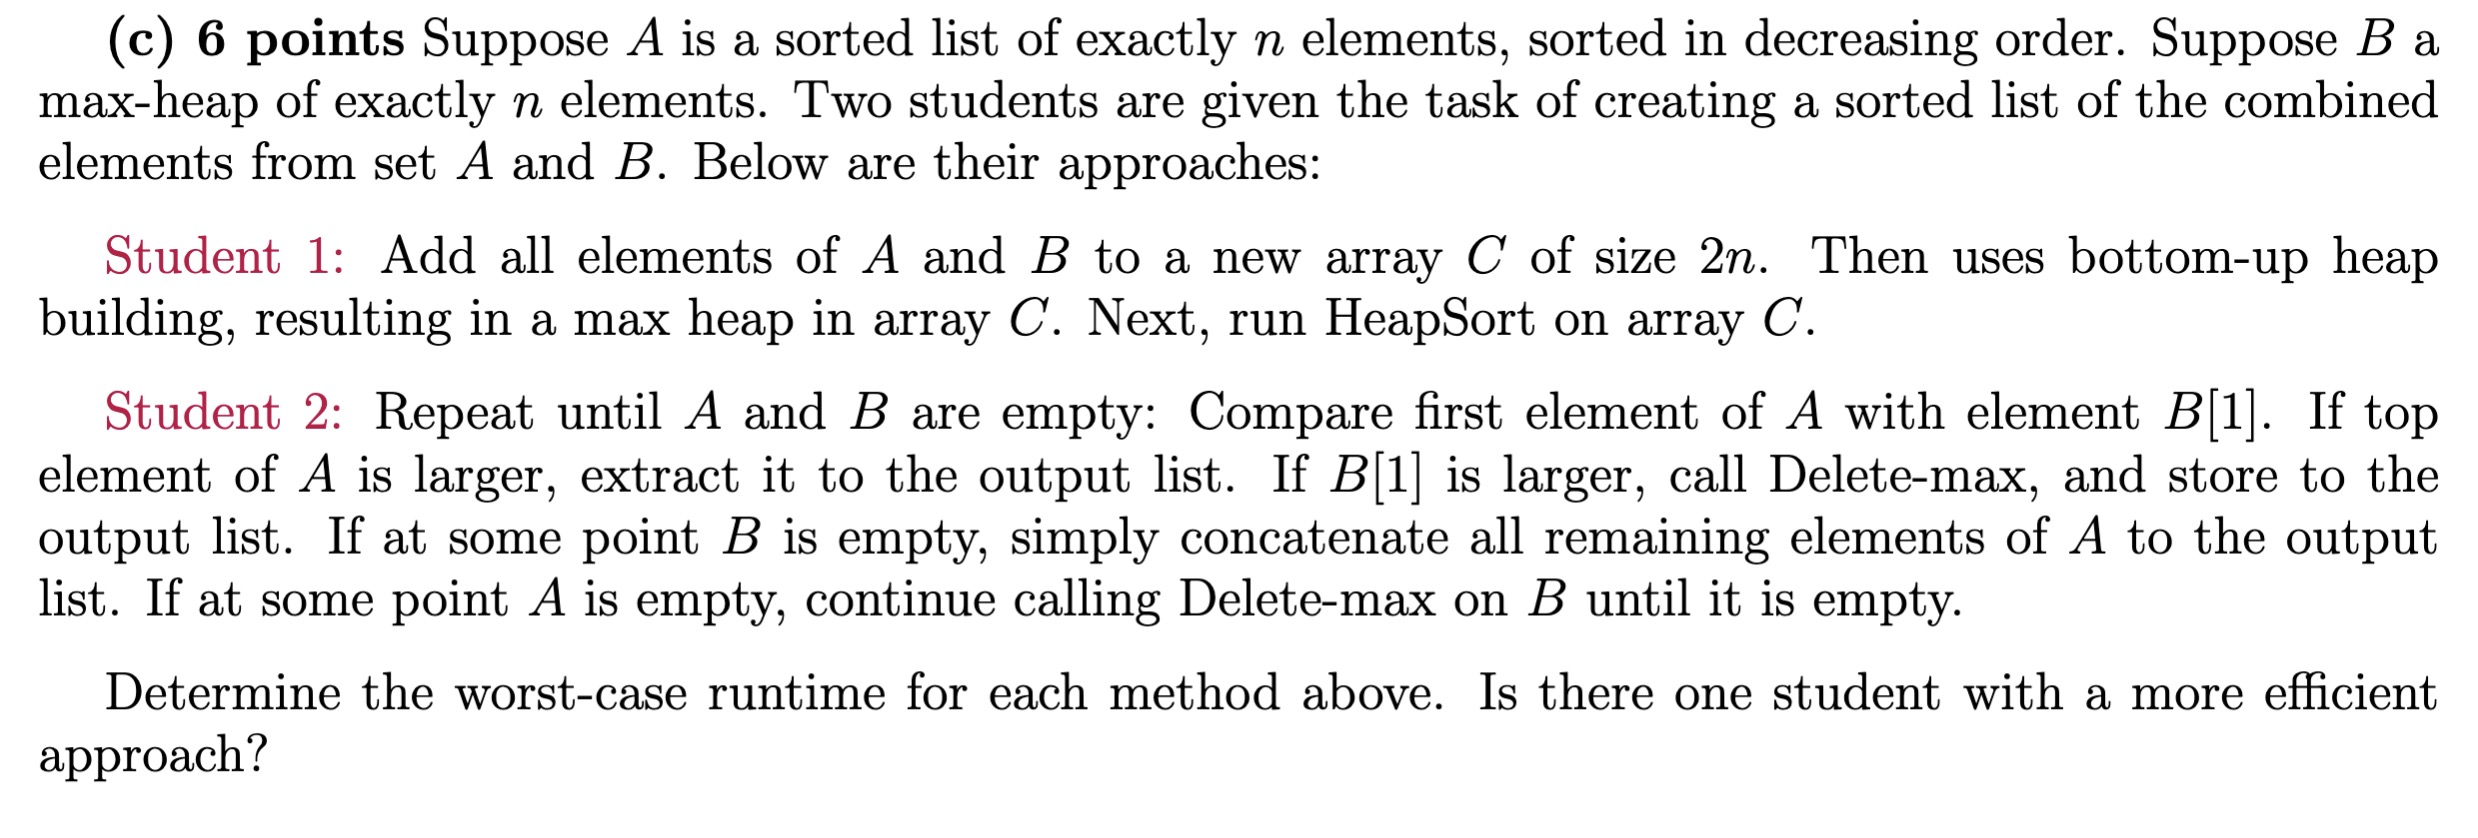 (c) 6 points Suppose A is a sorted list of exactly n elements, sorted in decreasing order. Suppose B a
max-heap of exactly n elements. Two students are given the task of creating a sorted list of the combined
elements from set A and B. Below are their approaches:
Student 1: Add all elements of A and B to a new array C of size 2n. Then uses bottom-up heap
building, resulting in a max heap in array C. Next, run HeapSort on array C.
Student 2: Repeat until A and B are empty: Compare first element of A with element B[1]. If top
element of A is larger, extract it to the output list. If B[1] is larger, call Delete-max, and store to the
output list. If at some point B is empty, simply concatenate all remaining elements of A to the output
list. If at some point A is empty, continue calling Delete-max on B until it is empty.
Determine the worst-case runtime for each method above. Is there one student with a more efficient
approach?